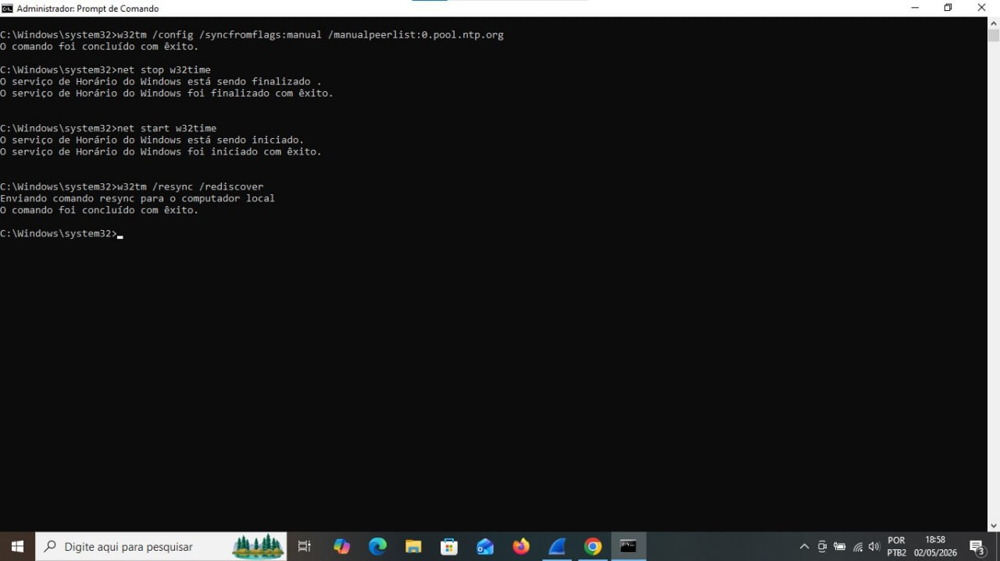 Administrador: Prompt de Comando
C:\Windows\system32>w32tm /config /syncfromflags:manual /manualpeerlist:0.pool.ntp.org
O comando foi concluído com êxito.
C:\Windows\system32>net stop w32time
O serviço de Horário do Windows está sendo finalizado .
O serviço de Horário do Windows foi finalizado com êxito.
C:\Windows\system32>net start w32time
O serviço de Horário do Windows está sendo iniciado.
O serviço de Horário do Windows foi iniciado com êxito.
C:\Windows\system32>w32tm /resync /rediscover
Enviando comando resync para o computador local
O comando foi concluído com êxito.
C:\Windows\system32>
Digite aqui para pesquisar
POR
PTB2
18:58
02/05/2026
3